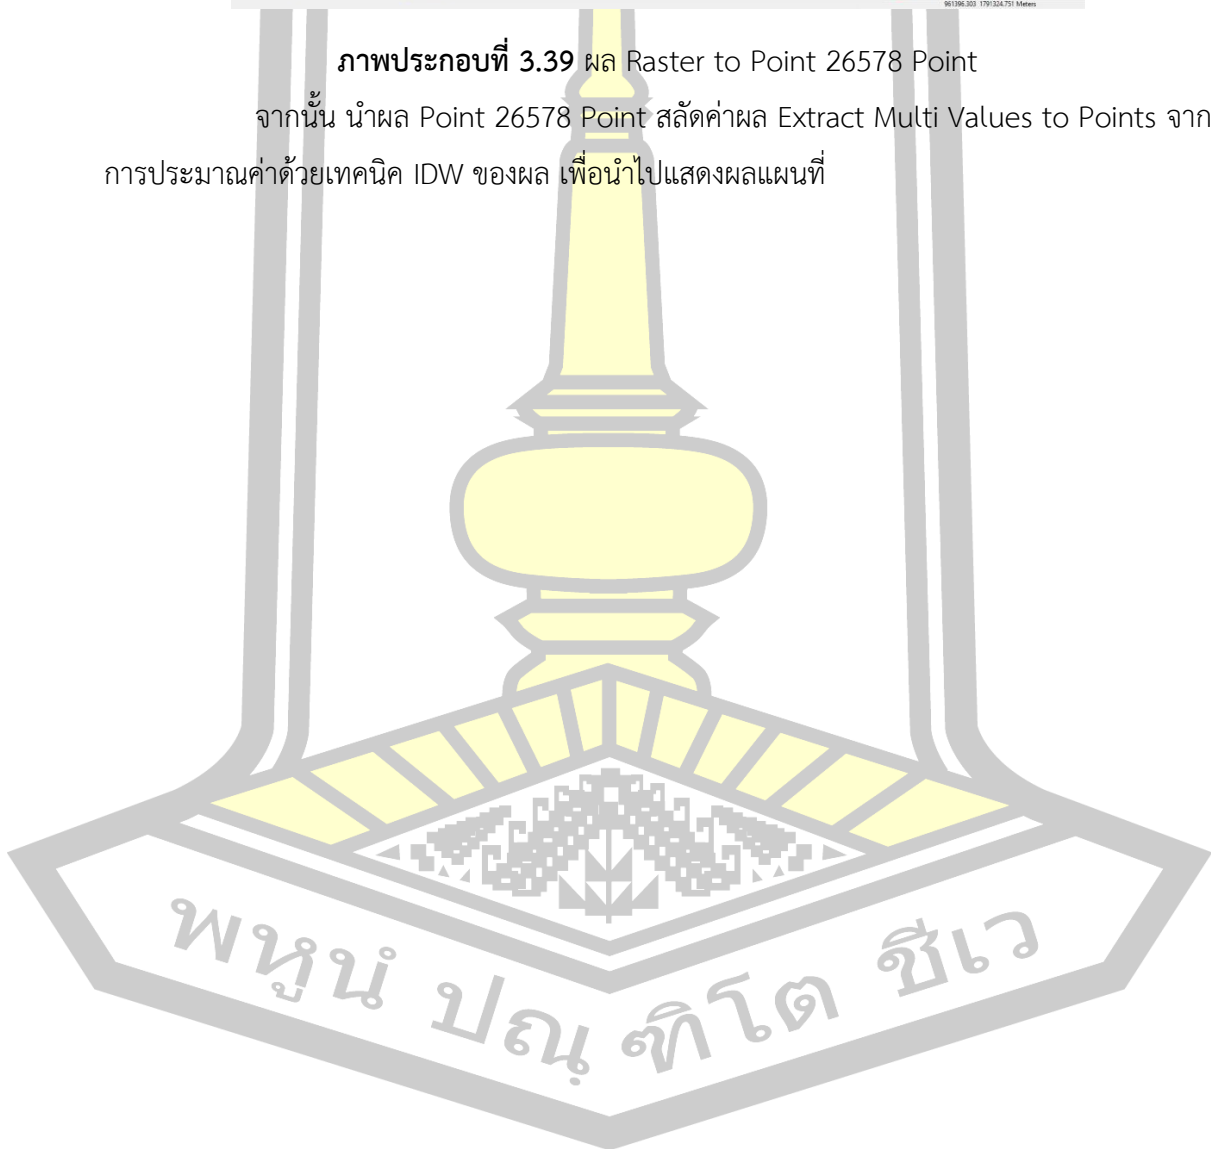 961396.303 1791324.751 Meters
ภาพประกอบที่ 3.39 ผล Raster to Point 26578 Point
จากนั้น นำผล Point 26578 Point สลัดค่าผล Extract Multi Values to Points จาก
การประมาณค่าด้วยเทคนิค IDW ของผล เพื่อนำไปแสดงผลแผนที่
พหูนํ ปณฺฑิโต ชีเว